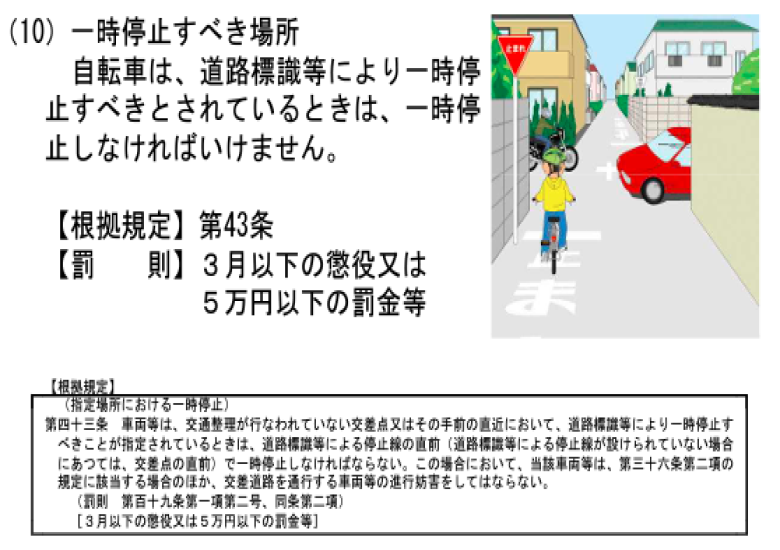 (10) 一時停止すべき場所
自転車は、道路標識等により一時停
止すべきとされているときは、一時停
止しなければいけません。
【根拠規定】第43条
【罰　　則】３月以下の懲役又は
５万円以下の罰金等
止まれ
止ま
【根拠規定】
（指定場所における一時停止）
第四十三条　車両等は、交通整理が行なわれていない交差点又はその手前の直近において、道路標識等により一時停止す
べきことが指定されているときは、道路標識等による停止線の直前（道路標識等による停止線が設けられていない場合
にあつては、交差点の直前）で一時停止しなければならない。この場合において、当該車両等は、第三十六条第二項の
規定に該当する場合のほか、交差道路を通行する車両等の進行妨害をしてはならない。
（罰則　第百十九条第一項第二号、同条第二項）
［３月以下の懲役又は５万円以下の罰金等］